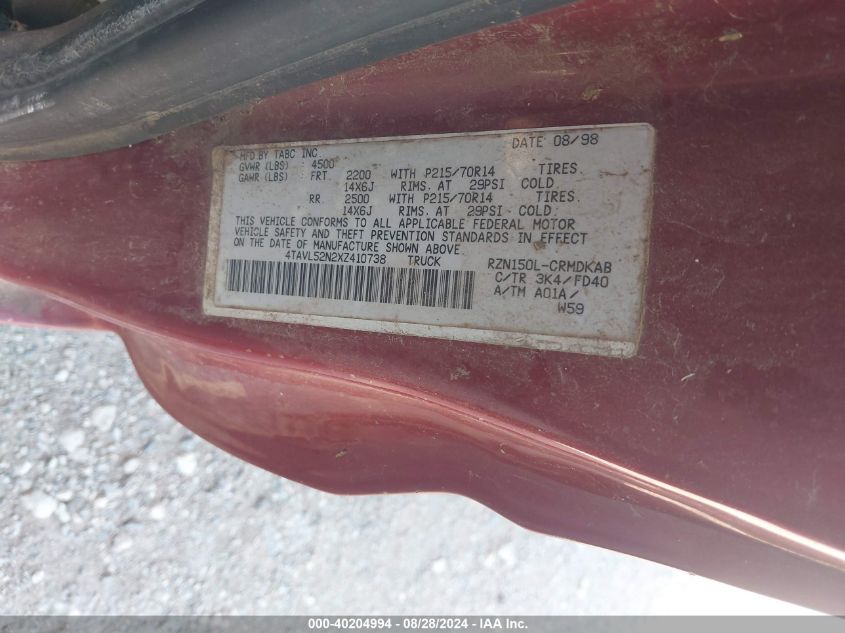 MFD BY TABC INC DATE 08/98
GVWR (LBS) 4500
GAWR (LBS) FRT. 2200 WITH P215/70R14 TIRES.
14X6J RIMS. AT 29PSI COLD.
RR. 2500 WITH P215/70R14 TIRES.
14X6J RIMS. AT 29PSI COLD.
THIS VEHICLE CONFORMS TO ALL APPLICABLE FEDERAL MOTOR
VEHICLE SAFETY AND THEFT PREVENTION STANDARDS IN EFFECT
ON THE DATE OF MANUFACTURE SHOWN ABOVE.
4TAVL52N2XZ410738 TRUCK RZN150L-CRMDKAB
C/TR 3K4/FD40
A/TM A01A/
W59
000-40204994 - 08/28/2024 - IAA Inc.